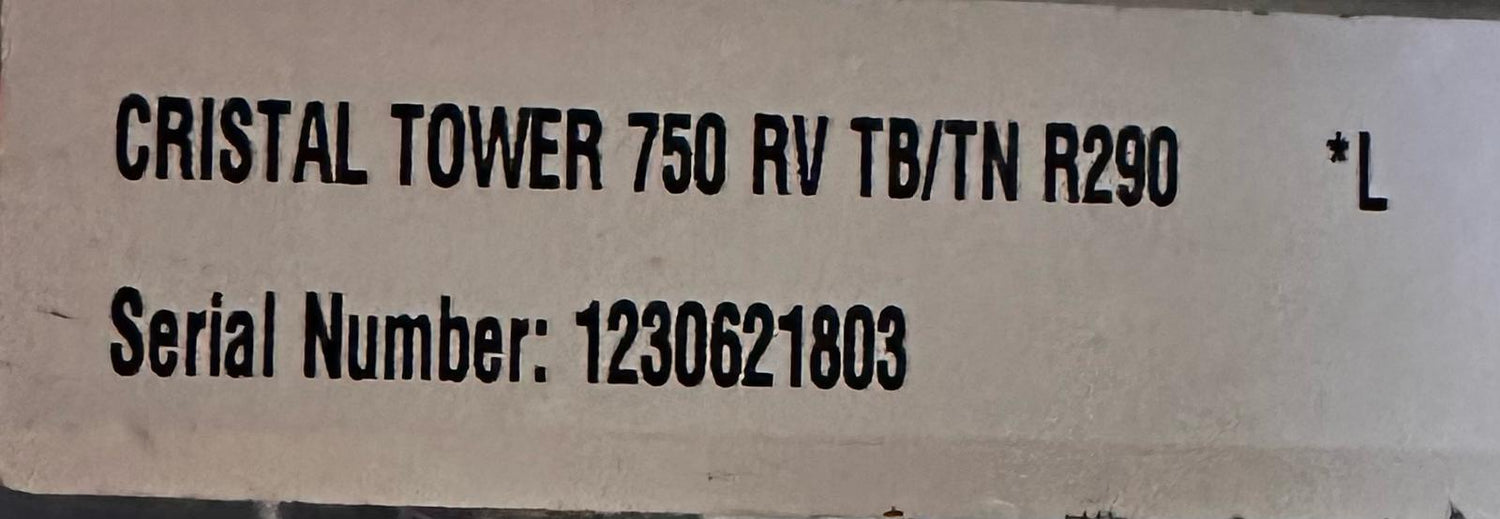 CRISTAL TOWER 750 RV TB/TN R290 *L
Serial Number: 1230621803